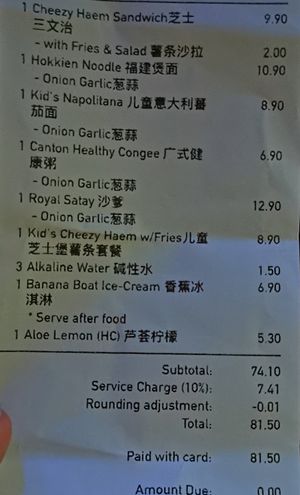 1 Cheezy Haem Sandwich芝士 9.90
三文治
- with Fries & Salad 薯条沙拉 2.00
1 Hokkien Noodle 福建煲面 10.90
- Onion Garlic葱蒜
1 Kid's Napolitana 儿童意大利蕃 8.90
茄面
- Onion Garlic葱蒜
1 Canton Healthy Congee 广式健 6.90
康粥
- Onion Garlic葱蒜
1 Royal Satay 沙爹 12.90
- Onion Garlic葱蒜
1 Kid's Cheezy Haem w/Fries儿童 8.90
芝士堡薯条套餐
3 Alkaline Water 碱性水 1.50
1 Banana Boat Ice-Cream 香蕉冰 6.90
淇淋
* Serve after food
1 Aloe Lemon (HC) 芦荟柠檬 5.30
Subtotal: 74.10
Service Charge (10%): 7.41
Rounding adjustment: -0.01
Total: 81.50
Paid with card: 81.50
Amount Due: 0.00